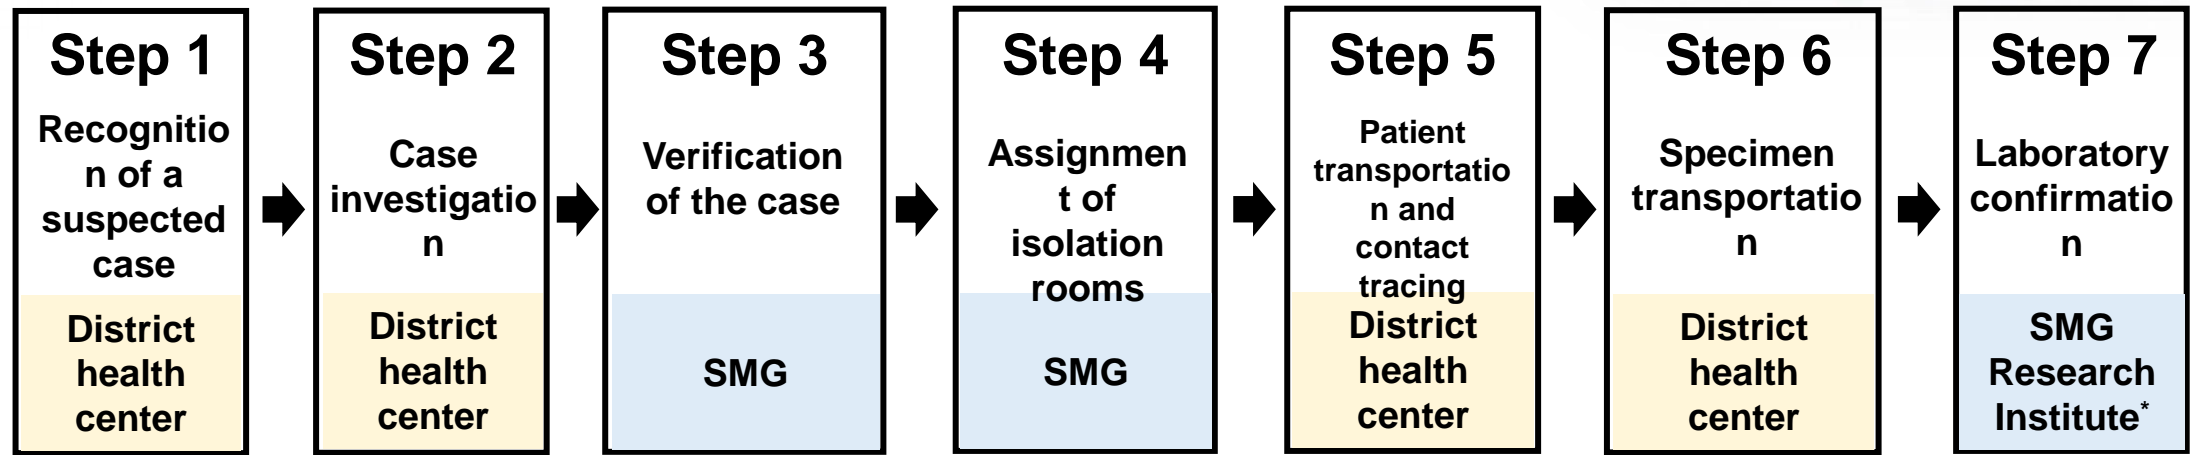 Step 1
Recognitio
n of a
suspected
case
District
health
center
Step 2
Case
investigatio
n
District
health
center
Step 3
Verification
of the case
SMG
Step 4
Assignmen
t of
isolation
rooms
SMG
Step 5
Patient
transportatio
n and
contact
tracing
District
health
center
Step 6
Specimen
transportatio
n
District
health
center
Step 7
Laboratory
confirmatio
n
SMG
Research
Institute*